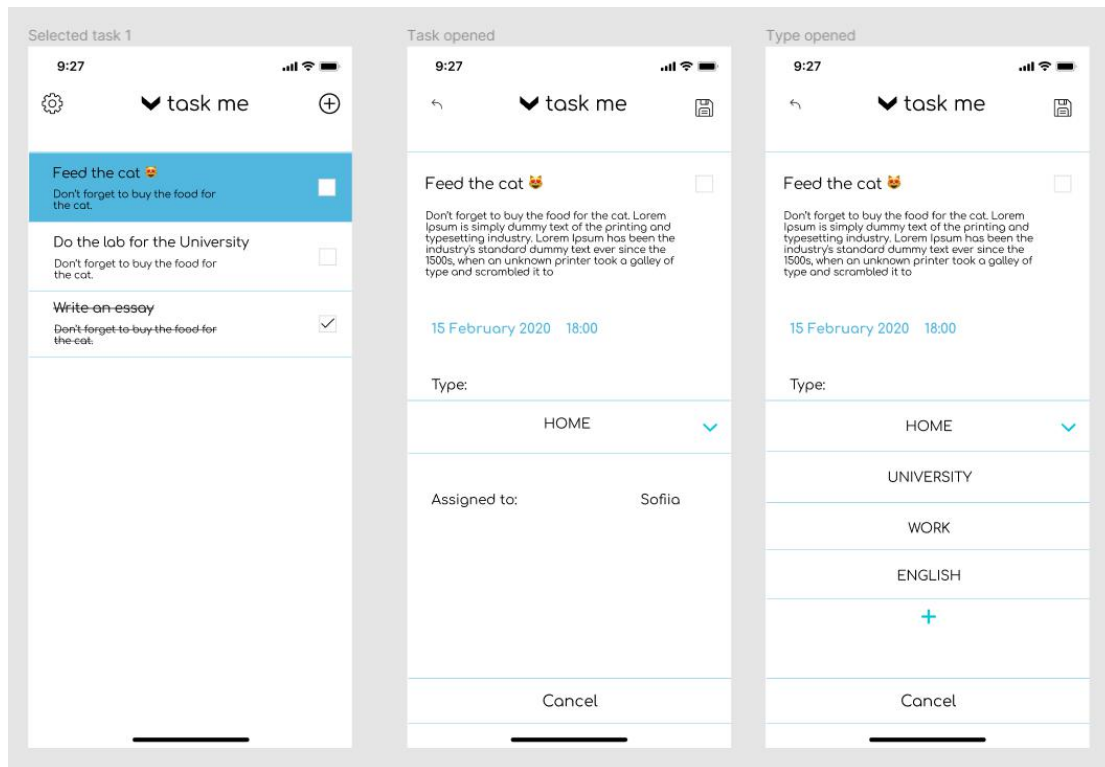 Selected task 1
9:27
task me
Feed the cat 😻
Don't forget to buy the food for
the cat.
Do the lab for the University
Don't forget to buy the food for
the cat.
Write an essay
Don't forget to buy the food for
the cat.
Task opened
9:27
task me
Feed the cat 😻
Don't forget to buy the food for the cat. Lorem
Ipsum is simply dummy text of the printing and
typesetting industry. Lorem Ipsum has been the
industry's standard dummy text ever since the
1500s, when an unknown printer took a galley of
type and scrambled it to
15 February 2020 18:00
Type:
HOME
Assigned to: Sofiia
Cancel
Type opened
9:27
task me
Feed the cat 😻
Don't forget to buy the food for the cat. Lorem
Ipsum is simply dummy text of the printing and
typesetting industry. Lorem Ipsum has been the
industry's standard dummy text ever since the
1500s, when an unknown printer took a galley of
type and scrambled it to
15 February 2020 18:00
Type:
HOME
UNIVERSITY
WORK
ENGLISH
+
Cancel